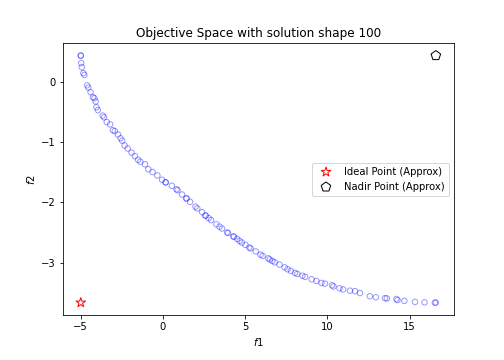 Objective Space with solution shape 100
0
−1
−2
−3
f2
Ideal Point (Approx)
Nadir Point (Approx)
−5
0
5
10
15
f1